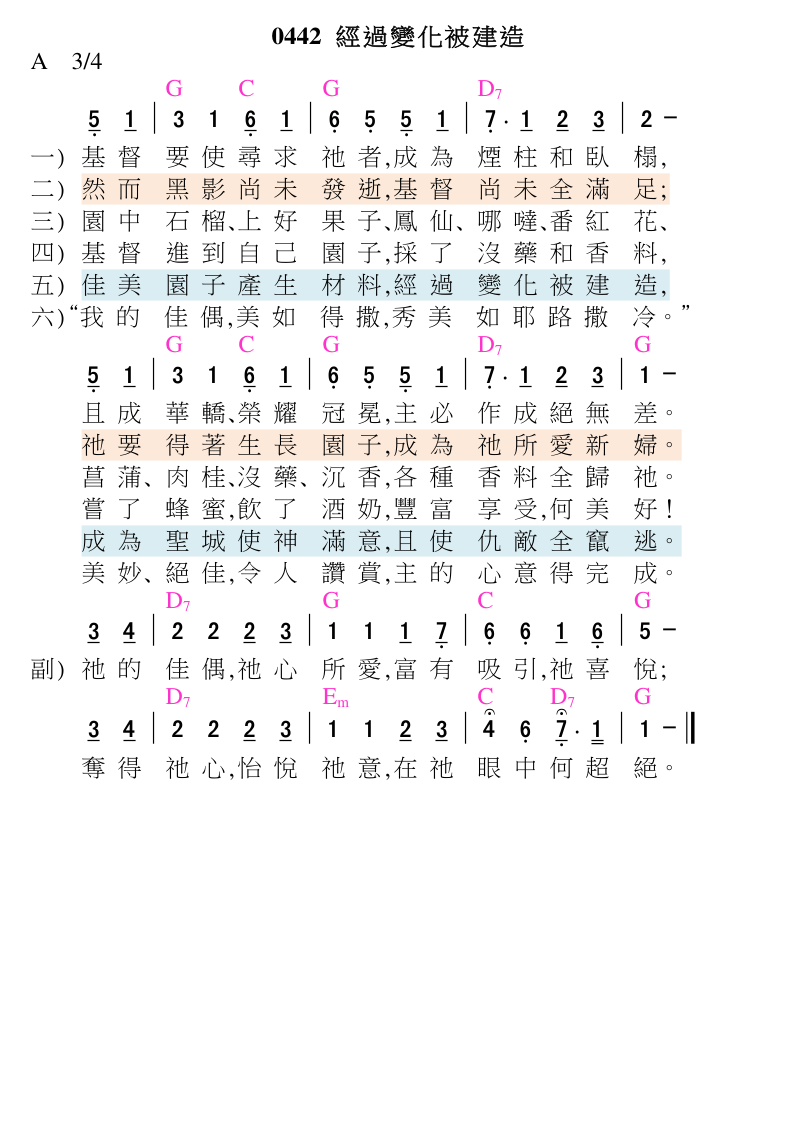 0442 經過變化被建造
A 3/4
G C G D7
5 1 | 3 1 6 1 | 6 5 5 1 | 7 · 1 2 3 | 2 –
一) 基督 要使尋求 祂者,成為 煙柱和臥 榻,
二) 然而 黑影尚未 發逝,基督 尚未全滿 足;
三) 園中 石榴、上好 果子、鳳仙、哪噠、番紅 花、
四) 基督 進到自己 園子,採了 沒藥和香 料,
五) 佳美 園子產生 材料,經過 變化被建 造,
六) “我的 佳偶,美如 得撒,秀美 如耶路撒 冷。”
G C G D7 G
5 1 | 3 1 6 1 | 6 5 5 1 | 7 · 1 2 3 | 1 –
且成 華轎、榮耀 冠冕,主必 作成絕無 差。
祂要 得著生長 園子,成為 祂所愛新 婦。
菖蒲、肉桂、沒藥、沉香,各種 香料全歸 祂。
嘗了 蜂蜜,飲了 酒奶,豐富 享受,何美 好!
成為 聖城使神 滿意,且使 仇敵全竄 逃。
美妙、絕佳,令人 讚賞,主的 心意得完 成。
D7 G C G
3 4 | 2 2 2 3 | 1 1 1 7 | 6 6 1 6 | 5 –
副) 祂的 佳偶,祂心 所愛,富有 吸引,祂喜 悅;
D7 Em C D7 G
3 4 | 2 2 2 3 | 1 1 2 3 | 4 6 7 · 1 | 1 –
奪得 祂心,怡悅 祂意,在祂 眼中何超 絕。